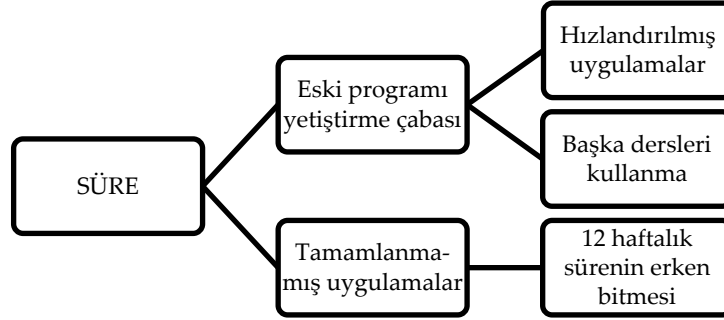 SÜRE
Eski programı
yetiştirme çabası
Hızlandırılmış
uygulamalar
Başka dersleri
kullanma
Tamamlanma-
mış uygulamalar
12 haftalık
sürenin erken
bitmesi